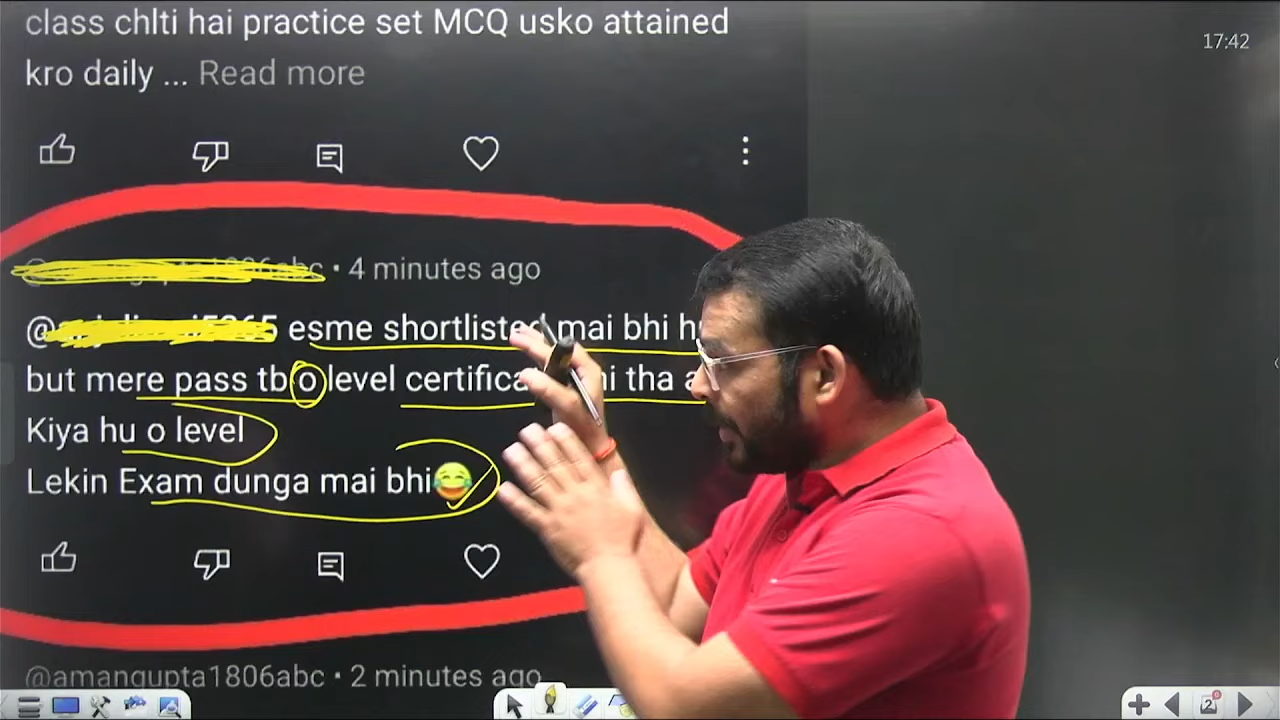 class chlti hai practice set MCQ usko attained
kro daily ... Read more
17:42
• 4 minutes ago
@ esme shortlisted mai bhi
but mere pass tb o level tha
Kiya hu o level
Lekin Exam dunga mai bhi😂
@amangupta1806abc • 2 minutes ago
2